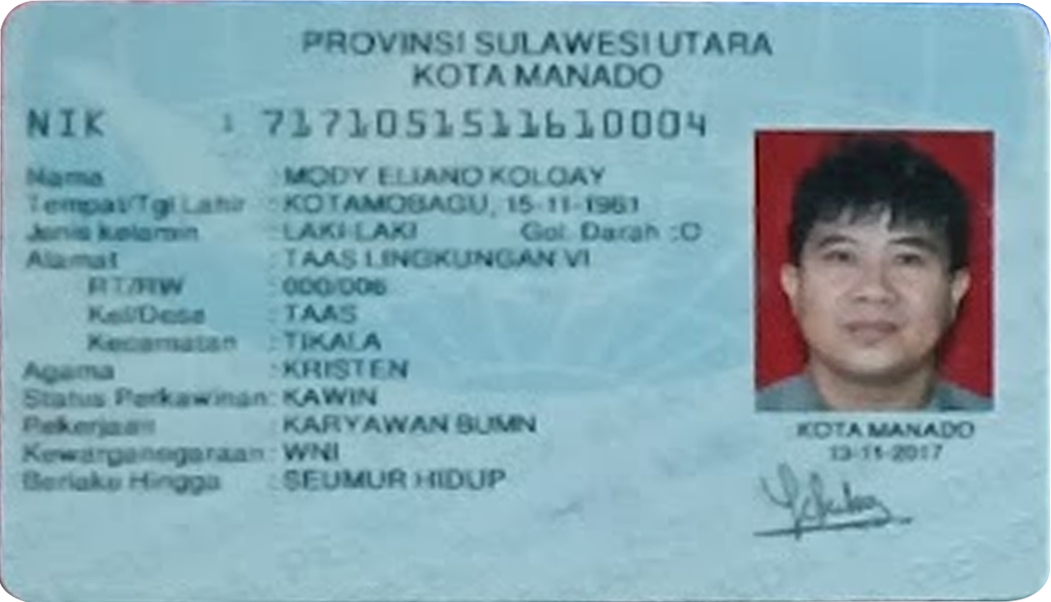 PROVINSI SULAWESI UTARA
KOTA MANADO
NIK : 7171051511610004
Nama : MODY ELIANO KOLOAY
Tempat/Tgl Lahir : KOTAMOBAGU, 15-11-1961
Jenis kelamin : LAKI-LAKI Gol. Darah :O
Alamat : TAAS LINGKUNGAN VI
RT/RW : 000/006
Kel/Desa : TAAS
Kecamatan : TIKALA
Agama : KRISTEN
Status Perkawinan: KAWIN
Pekerjaan : KARYAWAN BUMN
Kewarganegaraan: WNI
Berlaku Hingga : SEUMUR HIDUP
KOTA MANADO
13-11-2017